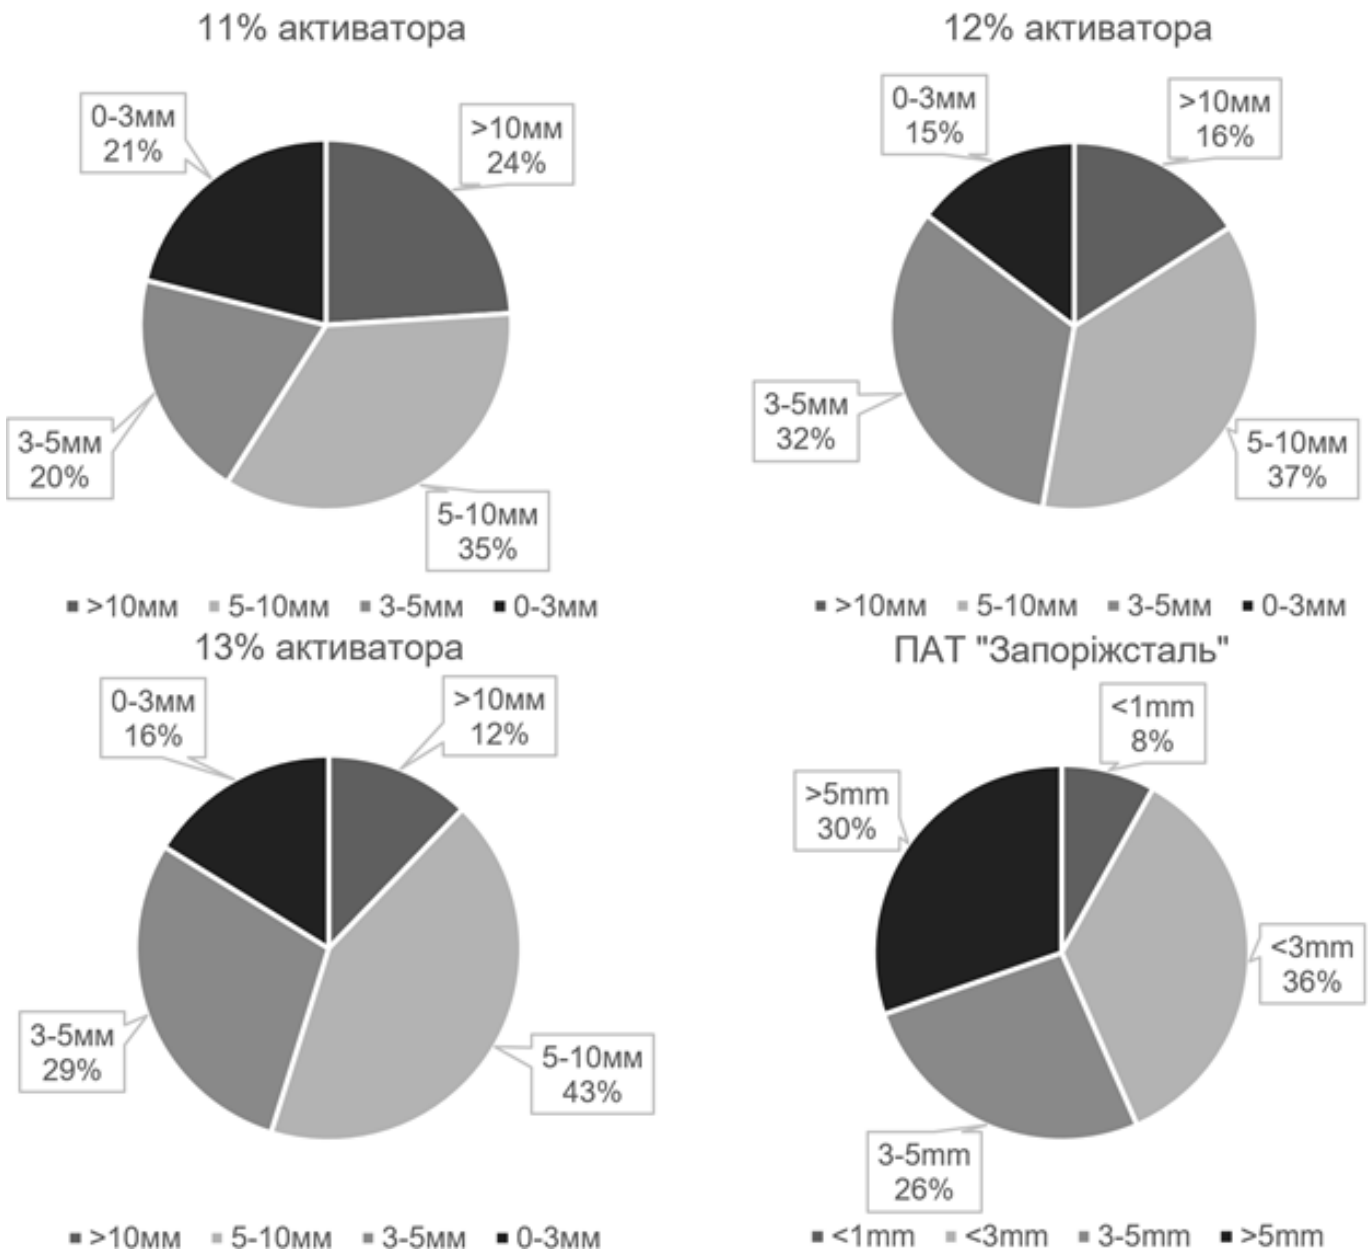 11% активатора
0-3мм
21%
>10мм
24%
3-5мм
20%
5-10мм
35%
>10мм 5-10мм 3-5мм 0-3мм
12% активатора
0-3мм
15%
>10мм
16%
3-5мм
32%
5-10мм
37%
>10мм 5-10мм 3-5мм 0-3мм
13% активатора
0-3мм
16%
>10мм
12%
3-5мм
29%
5-10мм
43%
>10мм 5-10мм 3-5мм 0-3мм
ПАТ "Запоріжсталь"
<1mm
8%
>5mm
30%
<3mm
36%
3-5mm
26%
<1mm <3mm 3-5mm >5mm